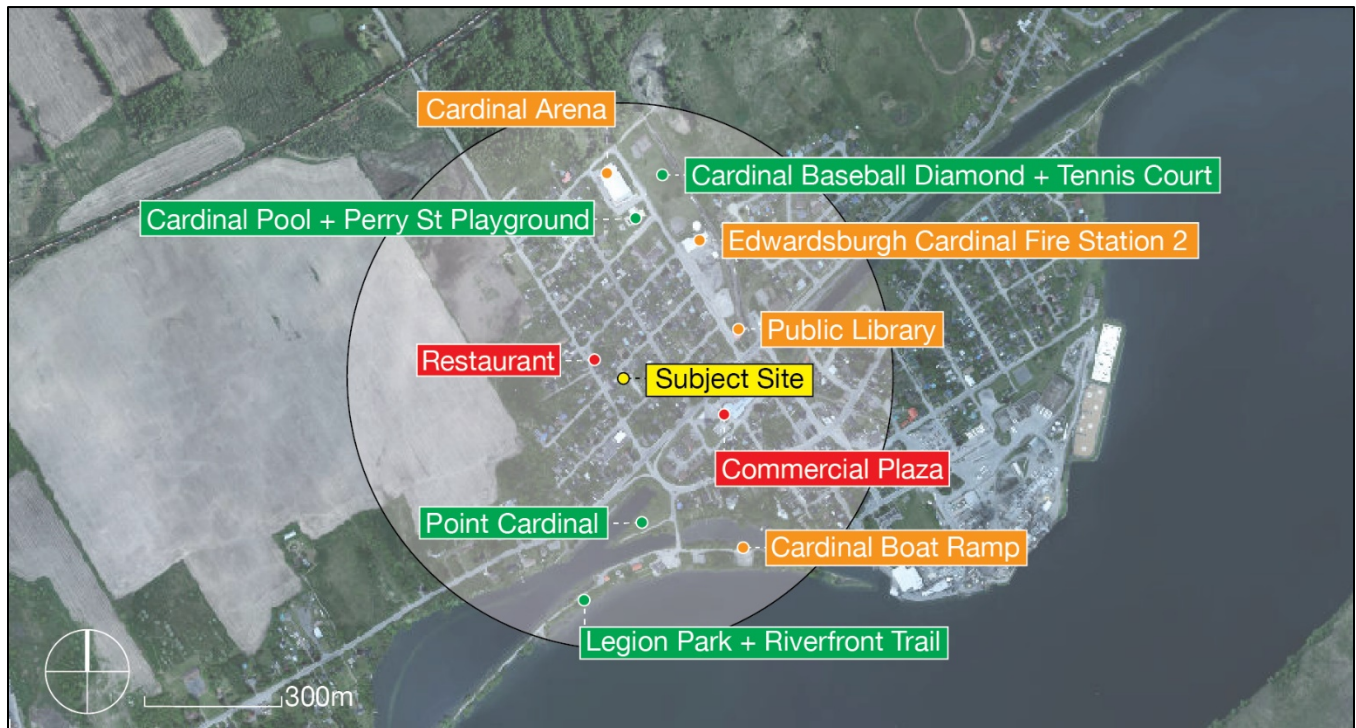 Cardinal Arena
Cardinal Baseball Diamond + Tennis Court
Cardinal Pool + Perry St Playground
Edwardsburgh Cardinal Fire Station 2
Public Library
Restaurant
Subject Site
Commercial Plaza
Point Cardinal
Cardinal Boat Ramp
Legion Park + Riverfront Trail
300m